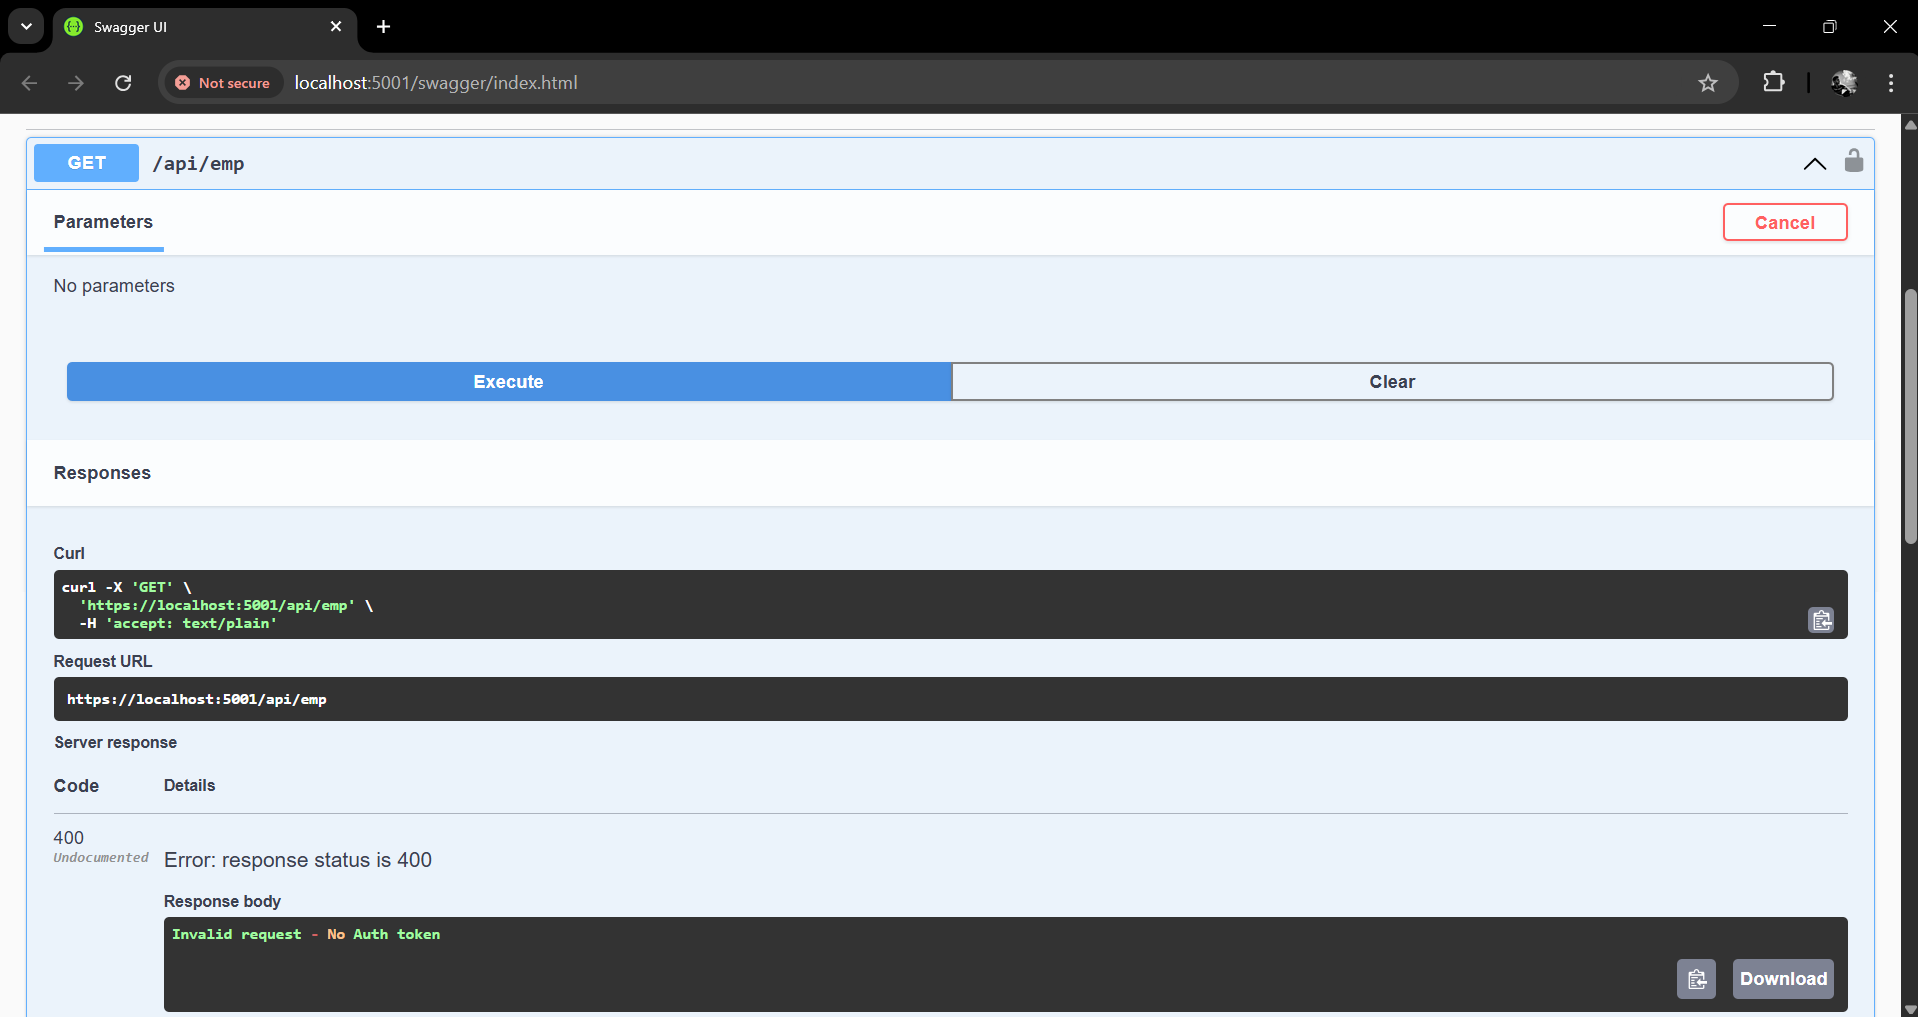 Swagger UI
Not secure
localhost:5001/swagger/index.html
GET /api/emp
Parameters
Cancel
No parameters
Execute
Clear
Responses
Curl
curl -X 'GET' \
'https://localhost:5001/api/emp' \
-H 'accept: text/plain'
Request URL
https://localhost:5001/api/emp
Server response
Code Details
400
Undocumented
Error: response status is 400
Response body
Invalid request - No Auth token
Download